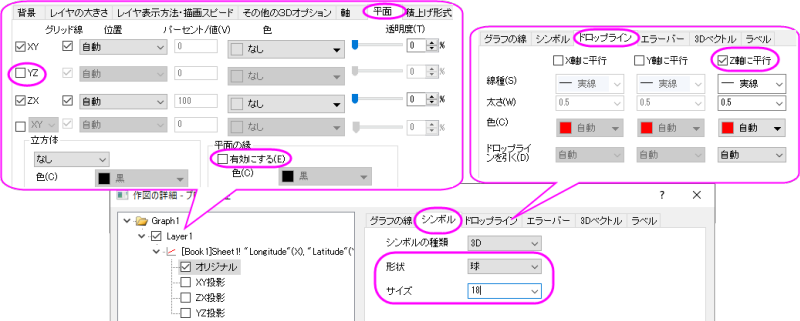 背景 レイヤの大きさ レイヤ表示方法・描画スピード その他の3Dオプション 軸 平面 積上げ形式
グリッド線 位置 パーセント/値(V) 色 透明度(T)
XY 自動 0 なし 0 %
YZ 自動 0 なし 0 %
ZX 自動 100 なし 0 %
XY 自動 0 なし 0 %
立方体
なし
色(C) 黒
平面の縁
有効にする(E)
色(C) 黒
グラフの線 シンボル ドロップライン エラーバー 3Dベクトル ラベル
X軸に平行 Y軸に平行 Z軸に平行
線種(S) 実線 実線 実線
太さ(W) 0.5 0.5 0.5
色(C) 自動 自動 自動
ドロップライ
ンを引く(D) 自動 自動 自動
作図の詳細 - プ
? ×
Graph1
Layer1
[Book1]Sheet1! "Longitude"(X), "Latitude"("
オリジナル
XY投影
ZX投影
YZ投影
グラフの線 シンボル ドロップライン エラーバー 3Dベクトル ラベル
シンボルの種類 3D
形状 球
サイズ 18